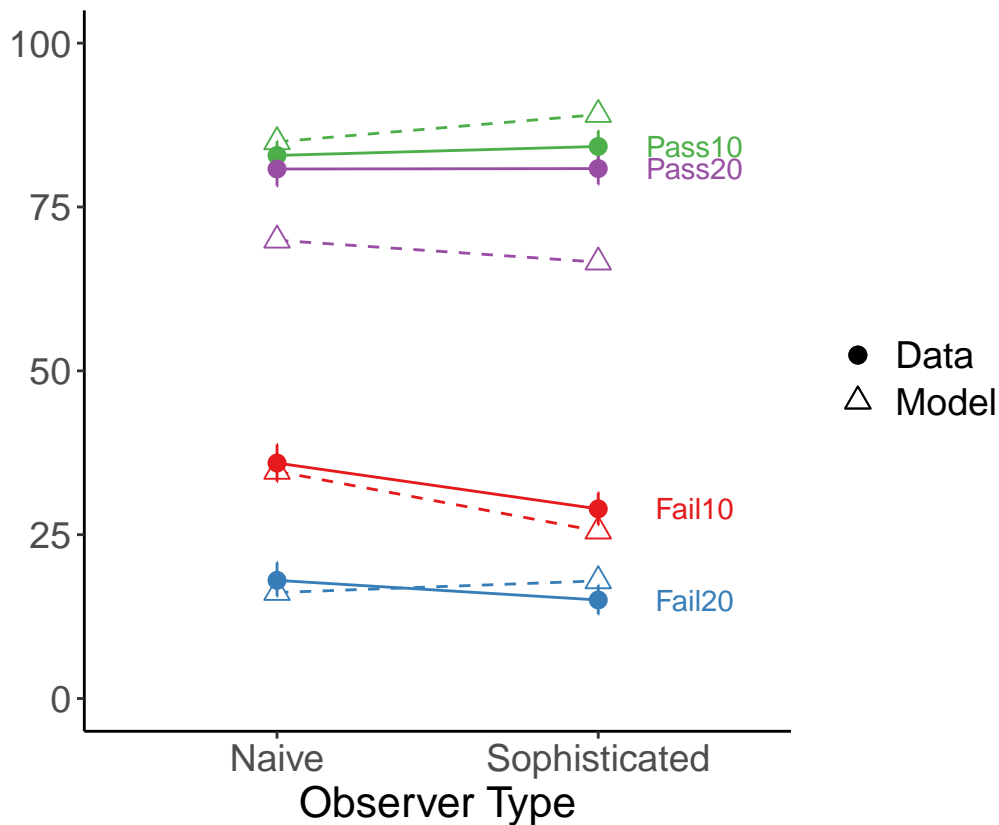 100
75
50
25
0
Pass10
Pass20
Fail10
Fail20
Data
Model
Naive
Sophisticated
Observer Type